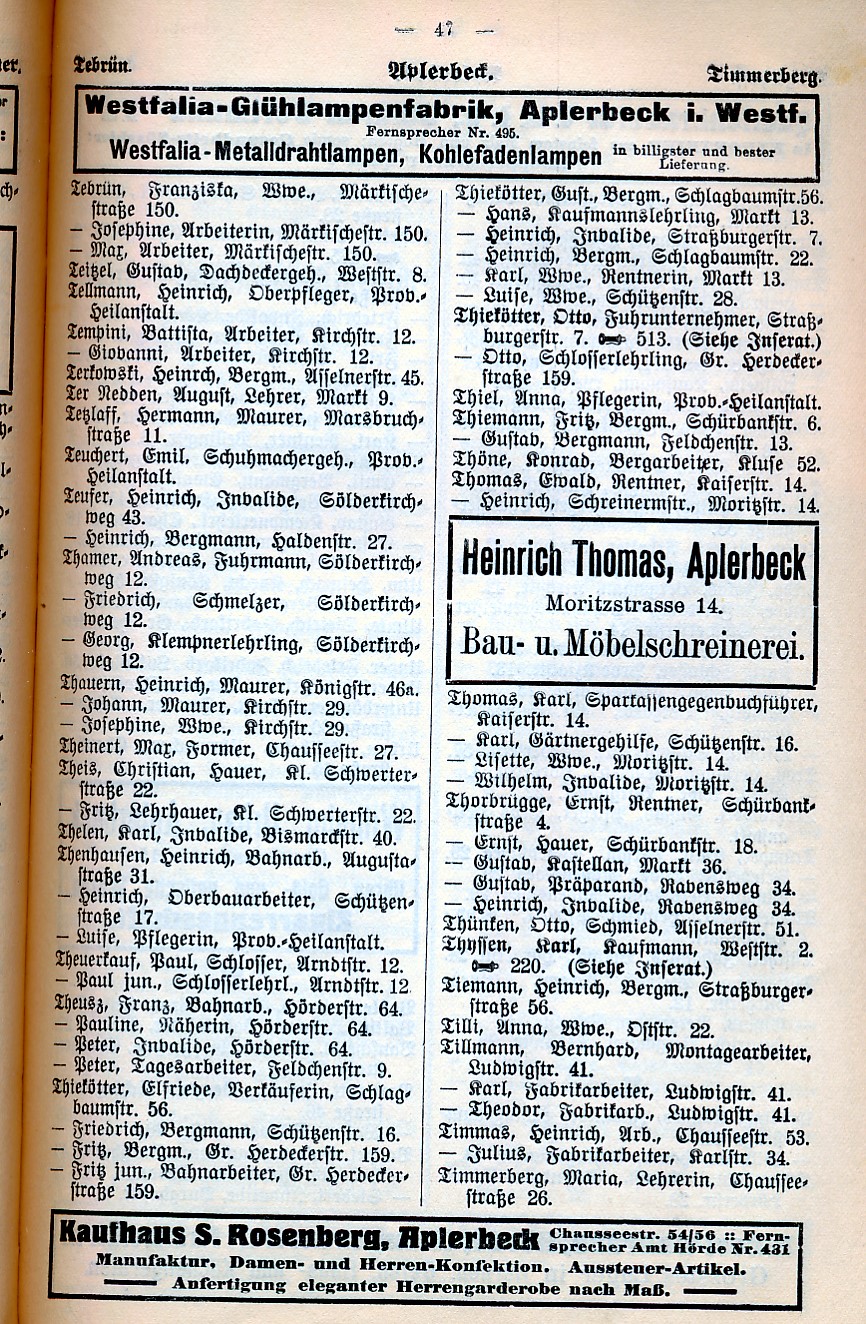 — 47 —
Tebrün. Aplerbeck. Timmerberg.
Westfalia-Glühlampenfabrik, Aplerbeck i. Westf.
Fernsprecher Nr. 495.
Westfalia-Metalldrahtlampen, Kohlefadenlampen in billigster und bester Lieferung.
Tebrün, Franziska, Wwe., Märkische-
straße 150.
— Josephine, Arbeiterin, Märkischestr. 150.
— Max, Arbeiter, Märkischestr. 150.
Teitzel, Gustav, Dachdeckergeh., Weststr. 8.
Tellmann, Heinrich, Oberpfleger, Prov.-
Heilanstalt.
Tempini, Battista, Arbeiter, Kirchstr. 12.
— Giovanni, Arbeiter, Kirchstr. 12.
Terkowski, Heinrch, Bergm., Asselnerstr. 45.
Ter Nedden, August, Lehrer, Markt 9.
Tetzlaff, Hermann, Maurer, Marsbruch-
straße 11.
Teuchert, Emil, Schuhmachergeh., Prov.-
Heilanstalt.
Teufer, Heinrich, Invalide, Sölderkirch-
weg 43.
— Heinrich, Bergmann, Haldenstr. 27.
Thamer, Andreas, Fuhrmann, Sölderkirch-
weg 12.
— Friedrich, Schmelzer, Sölderkirch-
weg 12.
— Georg, Klempnerlehrling, Sölderkirch-
weg 12.
Thauern, Heinrich, Maurer, Königstr. 46a.
— Johann, Maurer, Kirchstr. 29.
— Josephine, Wwe., Kirchstr. 29.
Theinert, Max, Former, Chausseestr. 27.
Theis, Christian, Hauer, Kl. Schwerter-
straße 22.
— Fritz, Lehrhauer, Kl. Schwerterstr. 22.
Thelen, Karl, Invalide, Bismarckstr. 40.
Thenhausen, Heinrich, Bahnarb., Augusta-
straße 31.
— Heinrich, Oberbauarbeiter, Schützen-
straße 17.
— Luise, Pflegerin, Prov.-Heilanstalt.
Theuerkauf, Paul, Schlosser, Arndtstr. 12.
— Paul jun., Schlosserlehrl., Arndtstr. 12
Theusz, Franz, Bahnarb., Hörderstr. 64.
— Pauline, Näherin, Hörderstr. 64.
— Peter, Invalide, Hörderstr. 64.
— Peter, Tagesarbeiter, Feldchenstr. 9.
Thiekötter, Elfriede, Verkäuferin, Schlag-
baumstr. 56.
— Friedrich, Bergmann, Schützenstr. 16.
— Fritz, Bergm., Gr. Herdeckerstr. 159.
— Fritz jun., Bahnarbeiter, Gr. Herdecker-
straße 159.
Thiekötter, Gust., Bergm., Schlagbaumstr. 56.
— Hans, Kaufmannslehrling, Markt 13.
— Heinrich, Invalide, Straßburgerstr. 7.
— Heinrich, Bergm., Schlagbaumstr. 22.
— Karl, Wwe., Rentnerin, Markt 13.
— Luise, Wwe., Schützenstr. 28.
Thiekötter, Otto, Fuhrunternehmer, Straß-
burgerstr. 7. 513. (Siehe Inserat.)
— Otto, Schlosserlehrling, Gr. Herdecker-
straße 159.
Thiel, Anna, Pflegerin, Prov.-Heilanstalt.
Thiemann, Fritz, Bergm., Schürbankstr. 6.
— Gustav, Bergmann, Feldchenstr. 13.
Thöne, Konrad, Bergarbeiter, Kluse 52.
Thomas, Ewald, Rentner, Kaiserstr. 14.
— Heinrich, Schreinermstr., Moritzstr. 14.
Heinrich Thomas, Aplerbeck
Moritzstrasse 14.
Bau- u. Möbelschreinerei.
Thomas, Karl, Sparkassengegenbuchführer,
Kaiserstr. 14.
— Karl, Gärtnergehilfe, Schützenstr. 16.
— Lisette, Wwe., Moritzstr. 14.
— Wilhelm, Invalide, Moritzstr. 14.
Thorbrügge, Ernst, Rentner, Schürbank-
straße 4.
— Ernst, Hauer, Schürbankstr. 18.
— Gustav, Kastellan, Markt 36.
— Gustav, Präparand, Rabensweg 34.
— Heinrich, Invalide, Rabensweg 34.
Thünken, Otto, Schmied, Asselnerstr. 51.
Thyssen, Karl, Kaufmann, Weststr. 2.
220. (Siehe Inserat.)
Tiemann, Heinrich, Bergm., Straßburger-
straße 56.
Tilli, Anna, Wwe., Oststr. 22.
Tillmann, Bernhard, Montagearbeiter,
Ludwigstr. 41.
— Karl, Fabrikarbeiter, Ludwigstr. 41.
— Theodor, Fabrikarb., Ludwigstr. 41.
Timmas, Heinrich, Arb., Chausseestr. 53.
— Julius, Fabrikarbeiter, Karlstr. 34.
Timmerberg, Maria, Lehrerin, Chaussee-
straße 26.
Kaufhaus S. Rosenberg, Aplerbeck Chausseestr. 54/56 :: Fern-
sprecher Amt Hörde Nr. 431
Manufaktur, Damen- und Herren-Konfektion. Aussteuer-Artikel.
Anfertigung eleganter Herrengarderobe nach Maß.